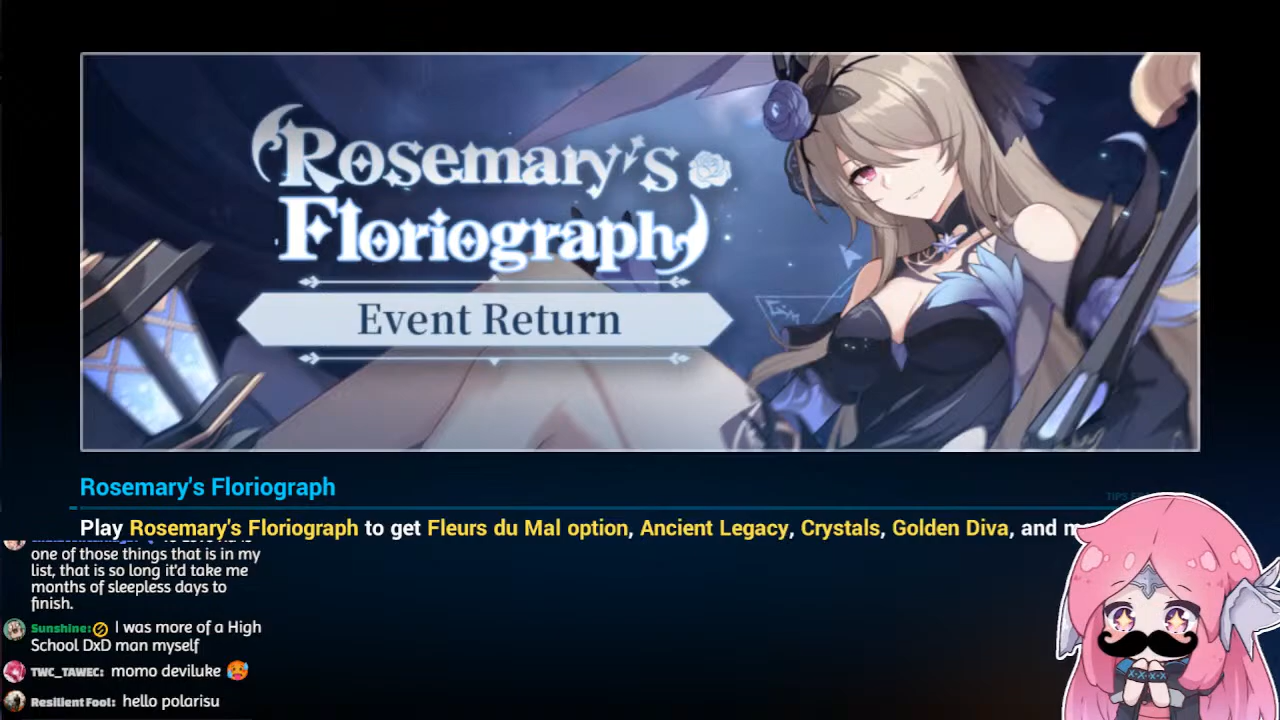 Rosemary's
Floriograph
Event Return
Rosemary's Floriograph
TIPS
Play Rosemary's Floriograph to get Fleurs du Mal option, Ancient Legacy, Crystals, Golden Diva, and
one of those things that is in my
list, that is so long it'd take me
months of sleepless days to
finish.
Sunshine: I was more of a High
School DxD man myself
TWC_TAWEC: momo deviluke 🥵
Resilient Fool: hello polarisu